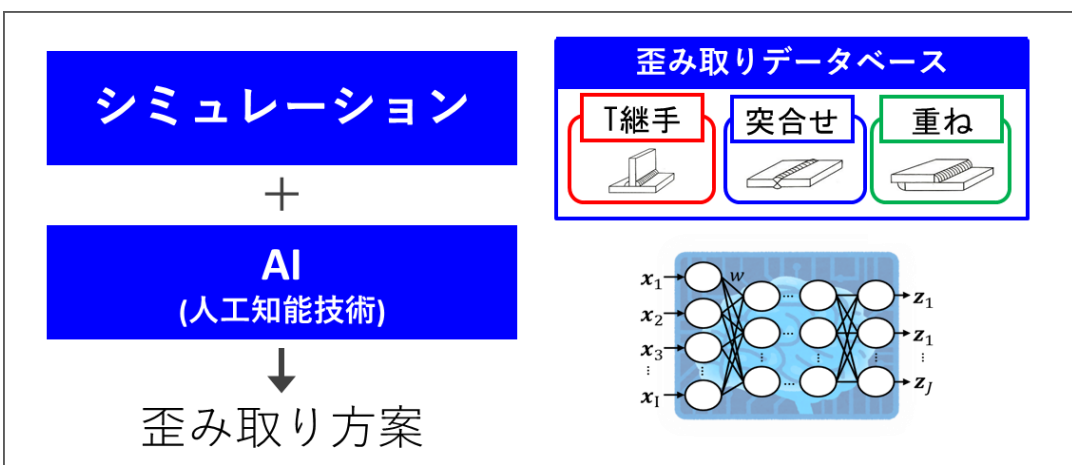 シミュレーション
+
AI
(人工知能技術)
↓
歪み取り方案
歪み取りデータベース
T継手
突合せ
重ね
x₁
w
x₂
x₃
⋮
x_I
...
...
⋮
⋮
...
z₁
z₁
⋮
z_J